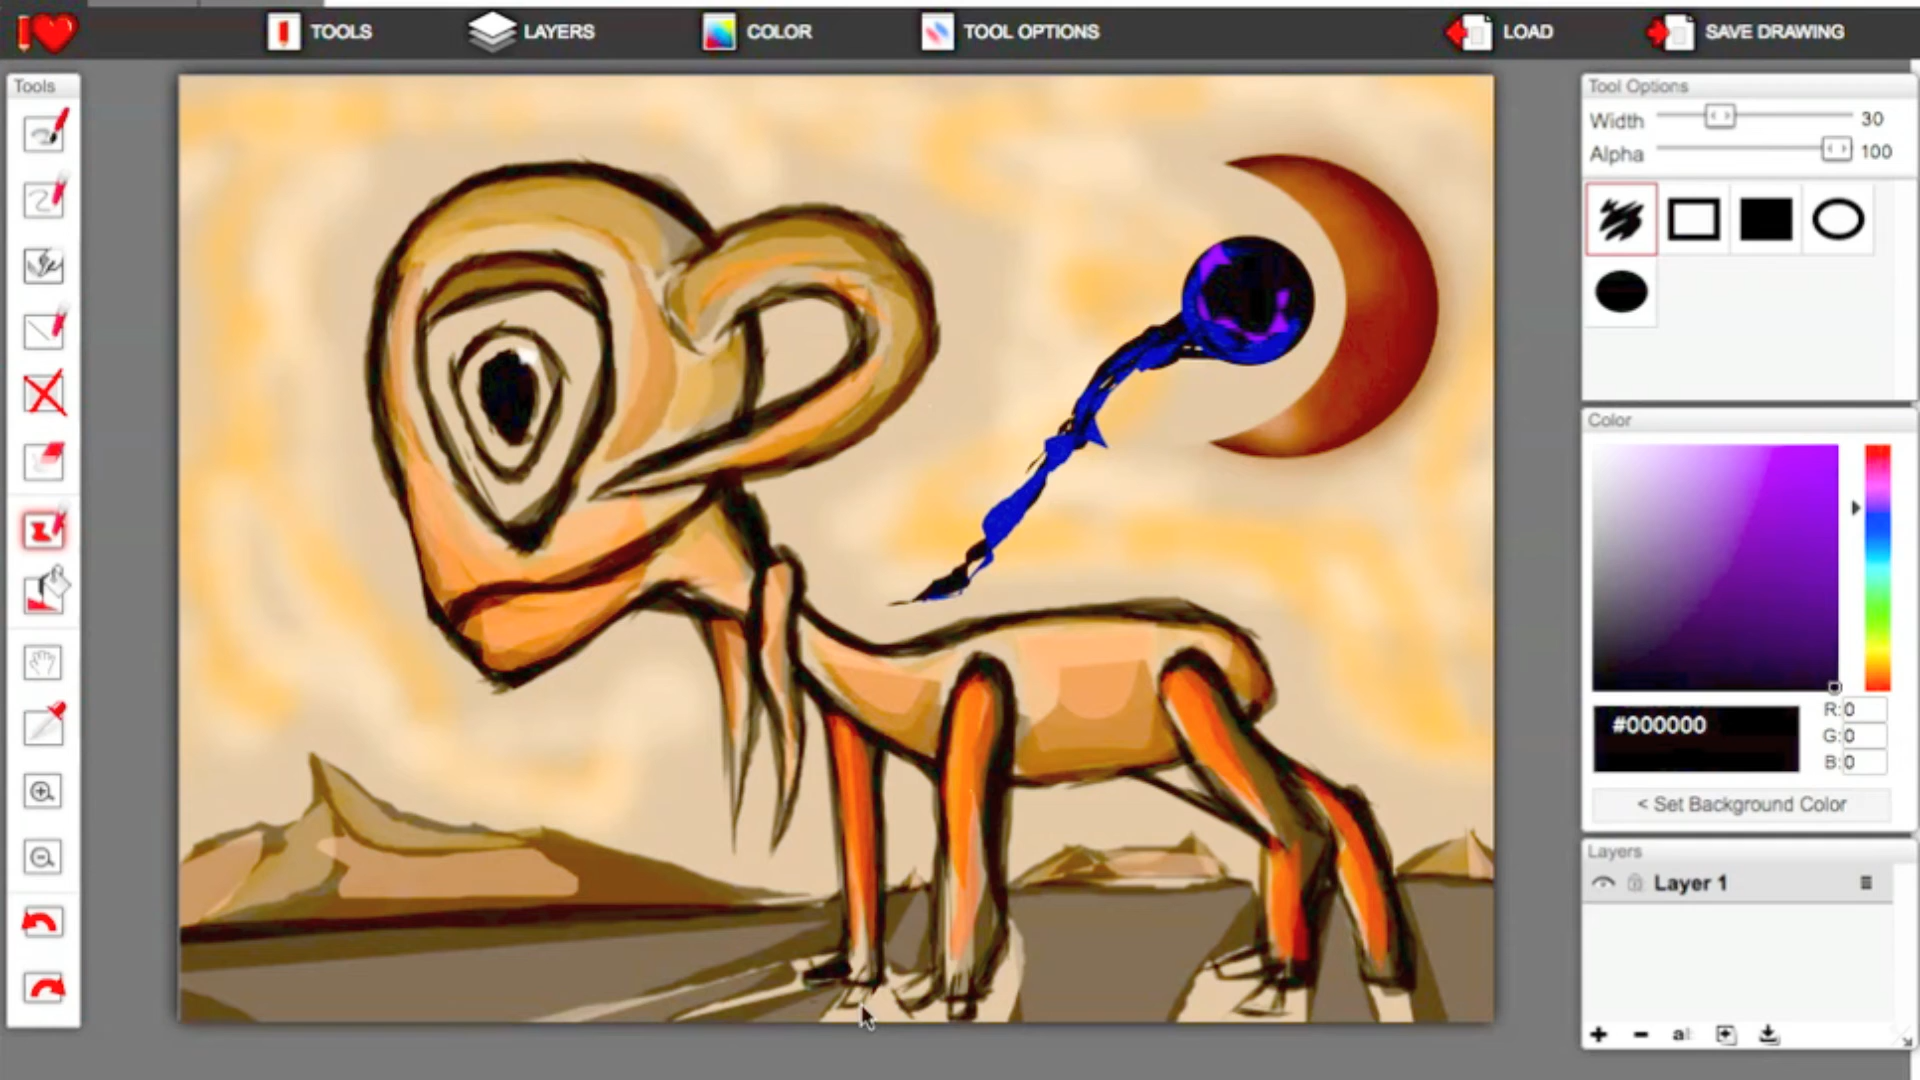 TOOLS
LAYERS
COLOR
TOOL OPTIONS
LOAD
SAVE DRAWING
Tools
Tool Options
Width 30
Alpha 100
Color
#000000
R: 0
G: 0
B: 0
< Set Background Color
Layers
Layer 1